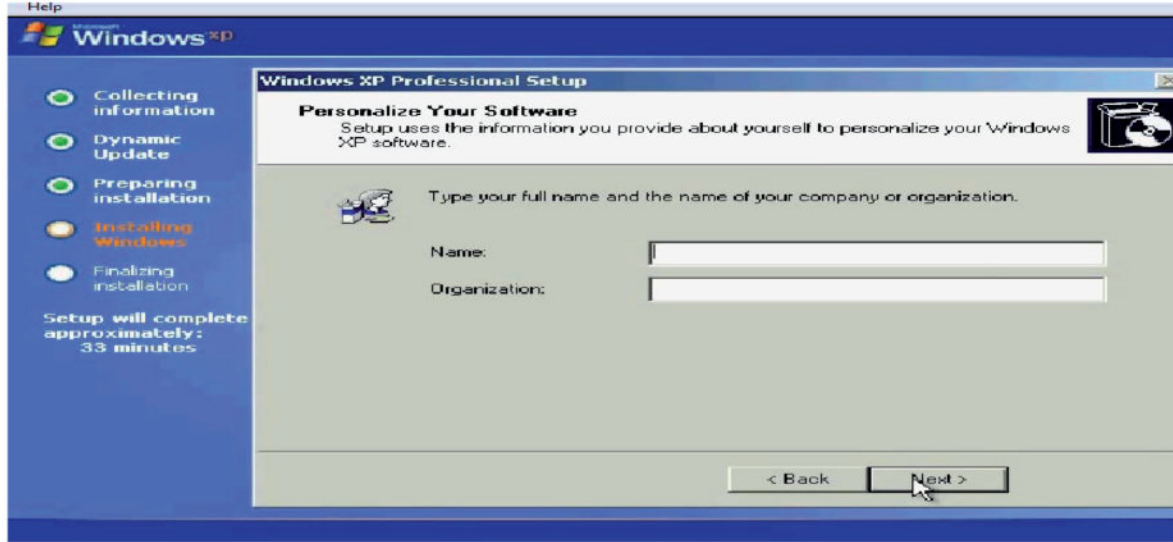 Help
Microsoft
Windows xp
Collecting
information
Dynamic
Update
Preparing
installation
Installing
Windows
Finalizing
installation
Setup will complete
approximately:
33 minutes
Windows XP Professional Setup
Personalize Your Software
Setup uses the information you provide about yourself to personalize your Windows
XP software.
Type your full name and the name of your company or organization.
Name:
Organization:
< Back
Next >